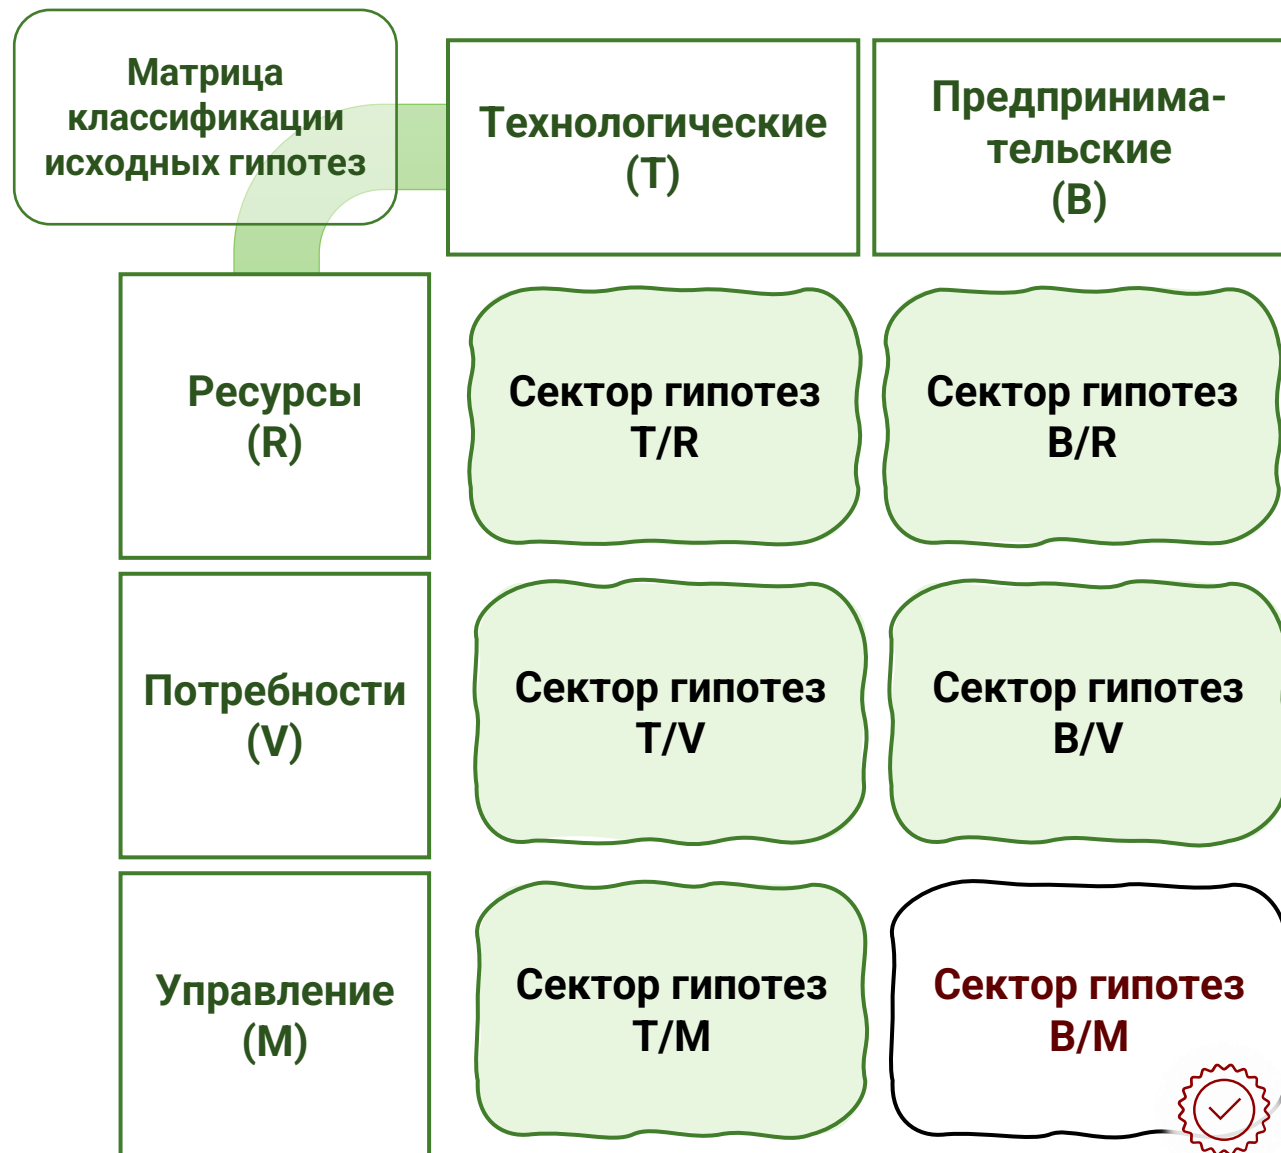 Матрица
классификации
исходных гипотез
Технологические
(T)
Предпринима-
тельские
(B)
Ресурсы
(R)
Сектор гипотез
T/R
Сектор гипотез
B/R
Потребности
(V)
Сектор гипотез
T/V
Сектор гипотез
B/V
Управление
(M)
Сектор гипотез
T/M
Сектор гипотез
B/M